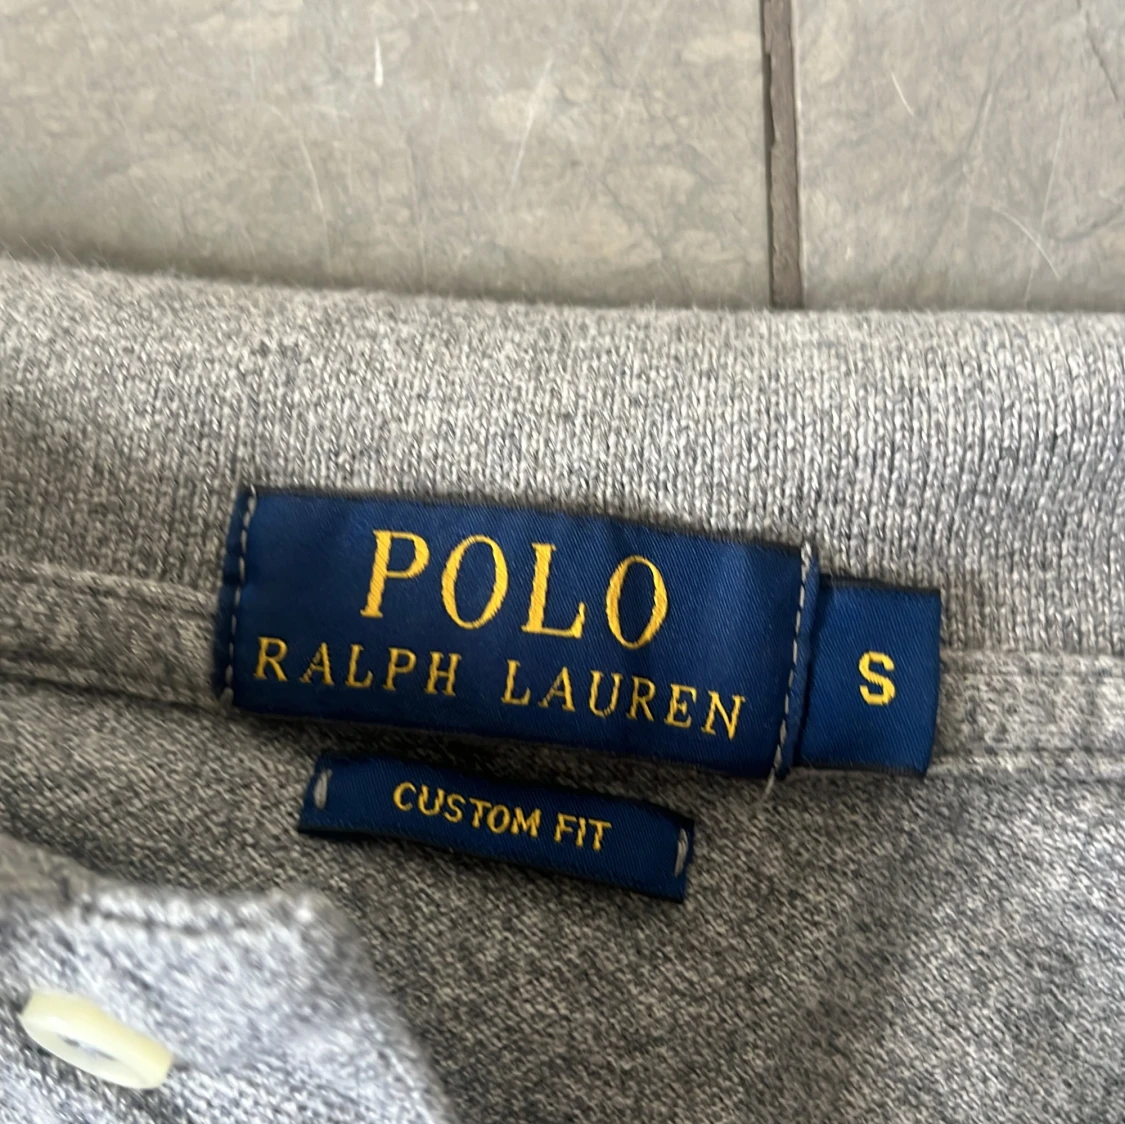 POLO
RALPH LAUREN
S
CUSTOM FIT